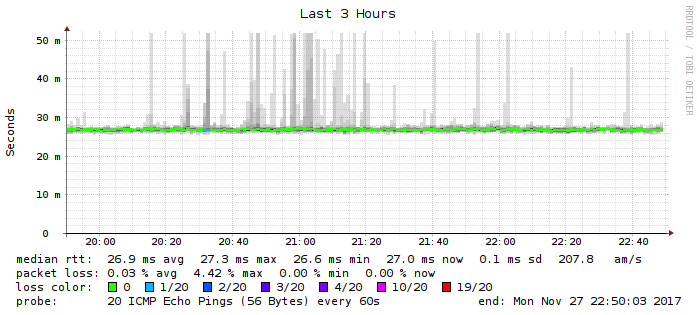 Last 3 Hours
RRDTOOL / TOBI OETIKER
Seconds
50 m
40 m
30 m
20 m
10 m
0
20:00 20:20 20:40 21:00 21:20 21:40 22:00 22:20 22:40
median rtt: 26.9 ms avg 27.3 ms max 26.6 ms min 27.0 ms now 0.1 ms sd 207.8 am/s
packet loss: 0.03 % avg 4.42 % max 0.00 % min 0.00 % now
loss color: 0 1/20 2/20 3/20 4/20 10/20 19/20
probe: 20 ICMP Echo Pings (56 Bytes) every 60s end: Mon Nov 27 22:50:03 2017